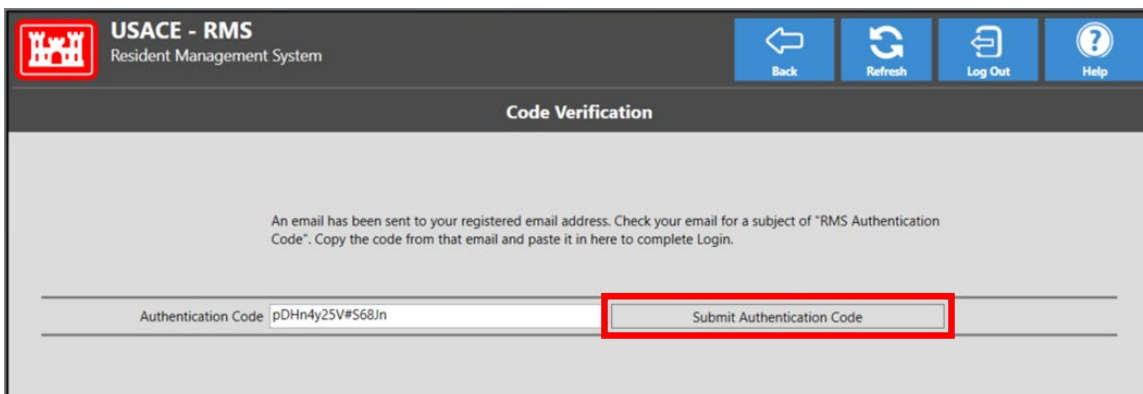 USACE - RMS
Resident Management System
Back
Refresh
Log Out
Help
Code Verification
An email has been sent to your registered email address. Check your email for a subject of "RMS Authentication
Code". Copy the code from that email and paste it in here to complete Login.
Authentication Code pDHn4y25V#S68Jn Submit Authentication Code